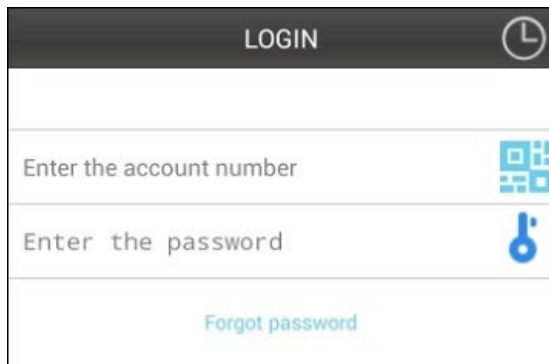 LOGIN
Enter the account number
Enter the password
Forgot password